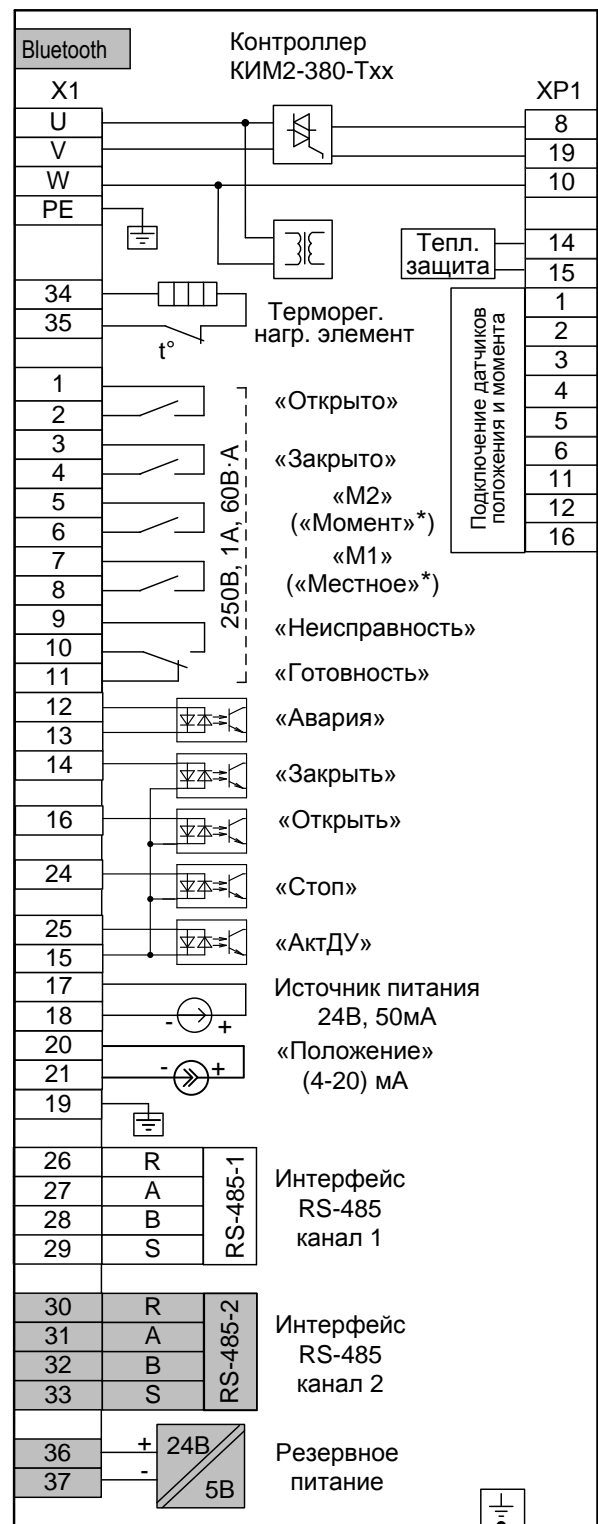 Bluetooth
Контроллер
КИМ2-380-Тхх
X1
XP1
U
8
V
19
W
10
PE
Тепл.
защита
14
15
34
35
t°
Терморег.
нагр. элемент
Подключение датчиков
положения и момента
1
2
3
4
5
6
11
12
16
1
2
«Открыто»
3
4
«Закрыто»
5
6
«М2»
(«Момент»*)
7
8
«М1»
(«Местное»*)
250В, 1А, 60В·А
9
«Неисправность»
10
11
«Готовность»
12
13
«Авария»
14
«Закрыть»
16
«Открыть»
24
«Стоп»
25
15
«АктДУ»
17
18
- +
Источник питания
24В, 50мА
20
21
- +
«Положение»
(4-20) мА
19
26 R
27 A
28 B
29 S
RS-485-1
Интерфейс
RS-485
канал 1
30 R
31 A
32 B
33 S
RS-485-2
Интерфейс
RS-485
канал 2
36 +
37 -
24В
5В
Резервное
питание